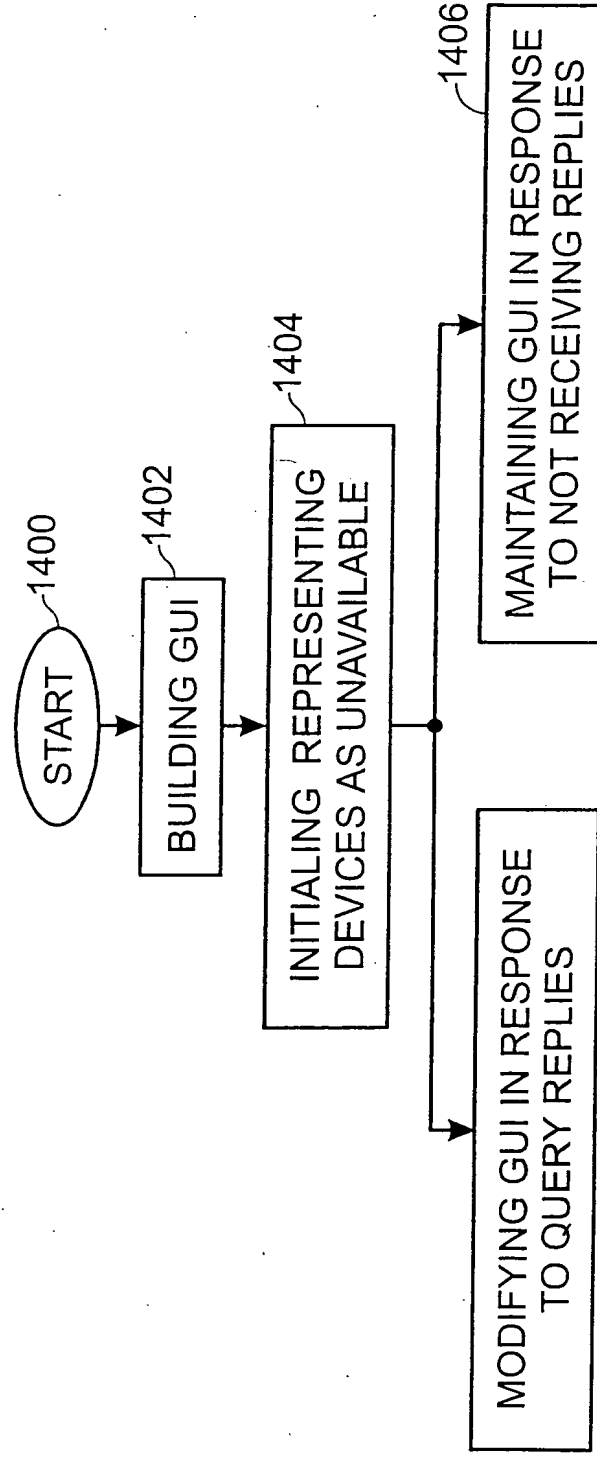 START
1400
BUILDING GUI
1402
INITIALING REPRESENTING
DEVICES AS UNAVAILABLE
1404
MODIFYING GUI IN RESPONSE
TO QUERY REPLIES
MAINTAINING GUI IN RESPONSE
TO NOT RECEIVING REPLIES
1406